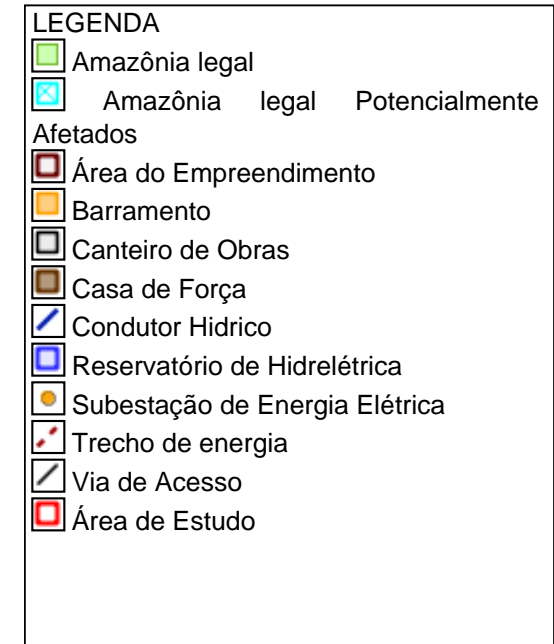 LEGENDA
Amazônia legal
Amazônia legal Potencialmente
Afetados
Área do Empreendimento
Barramento
Canteiro de Obras
Casa de Força
Condutor Hidrico
Reservatório de Hidrelétrica
Subestação de Energia Elétrica
Trecho de energia
Via de Acesso
Área de Estudo